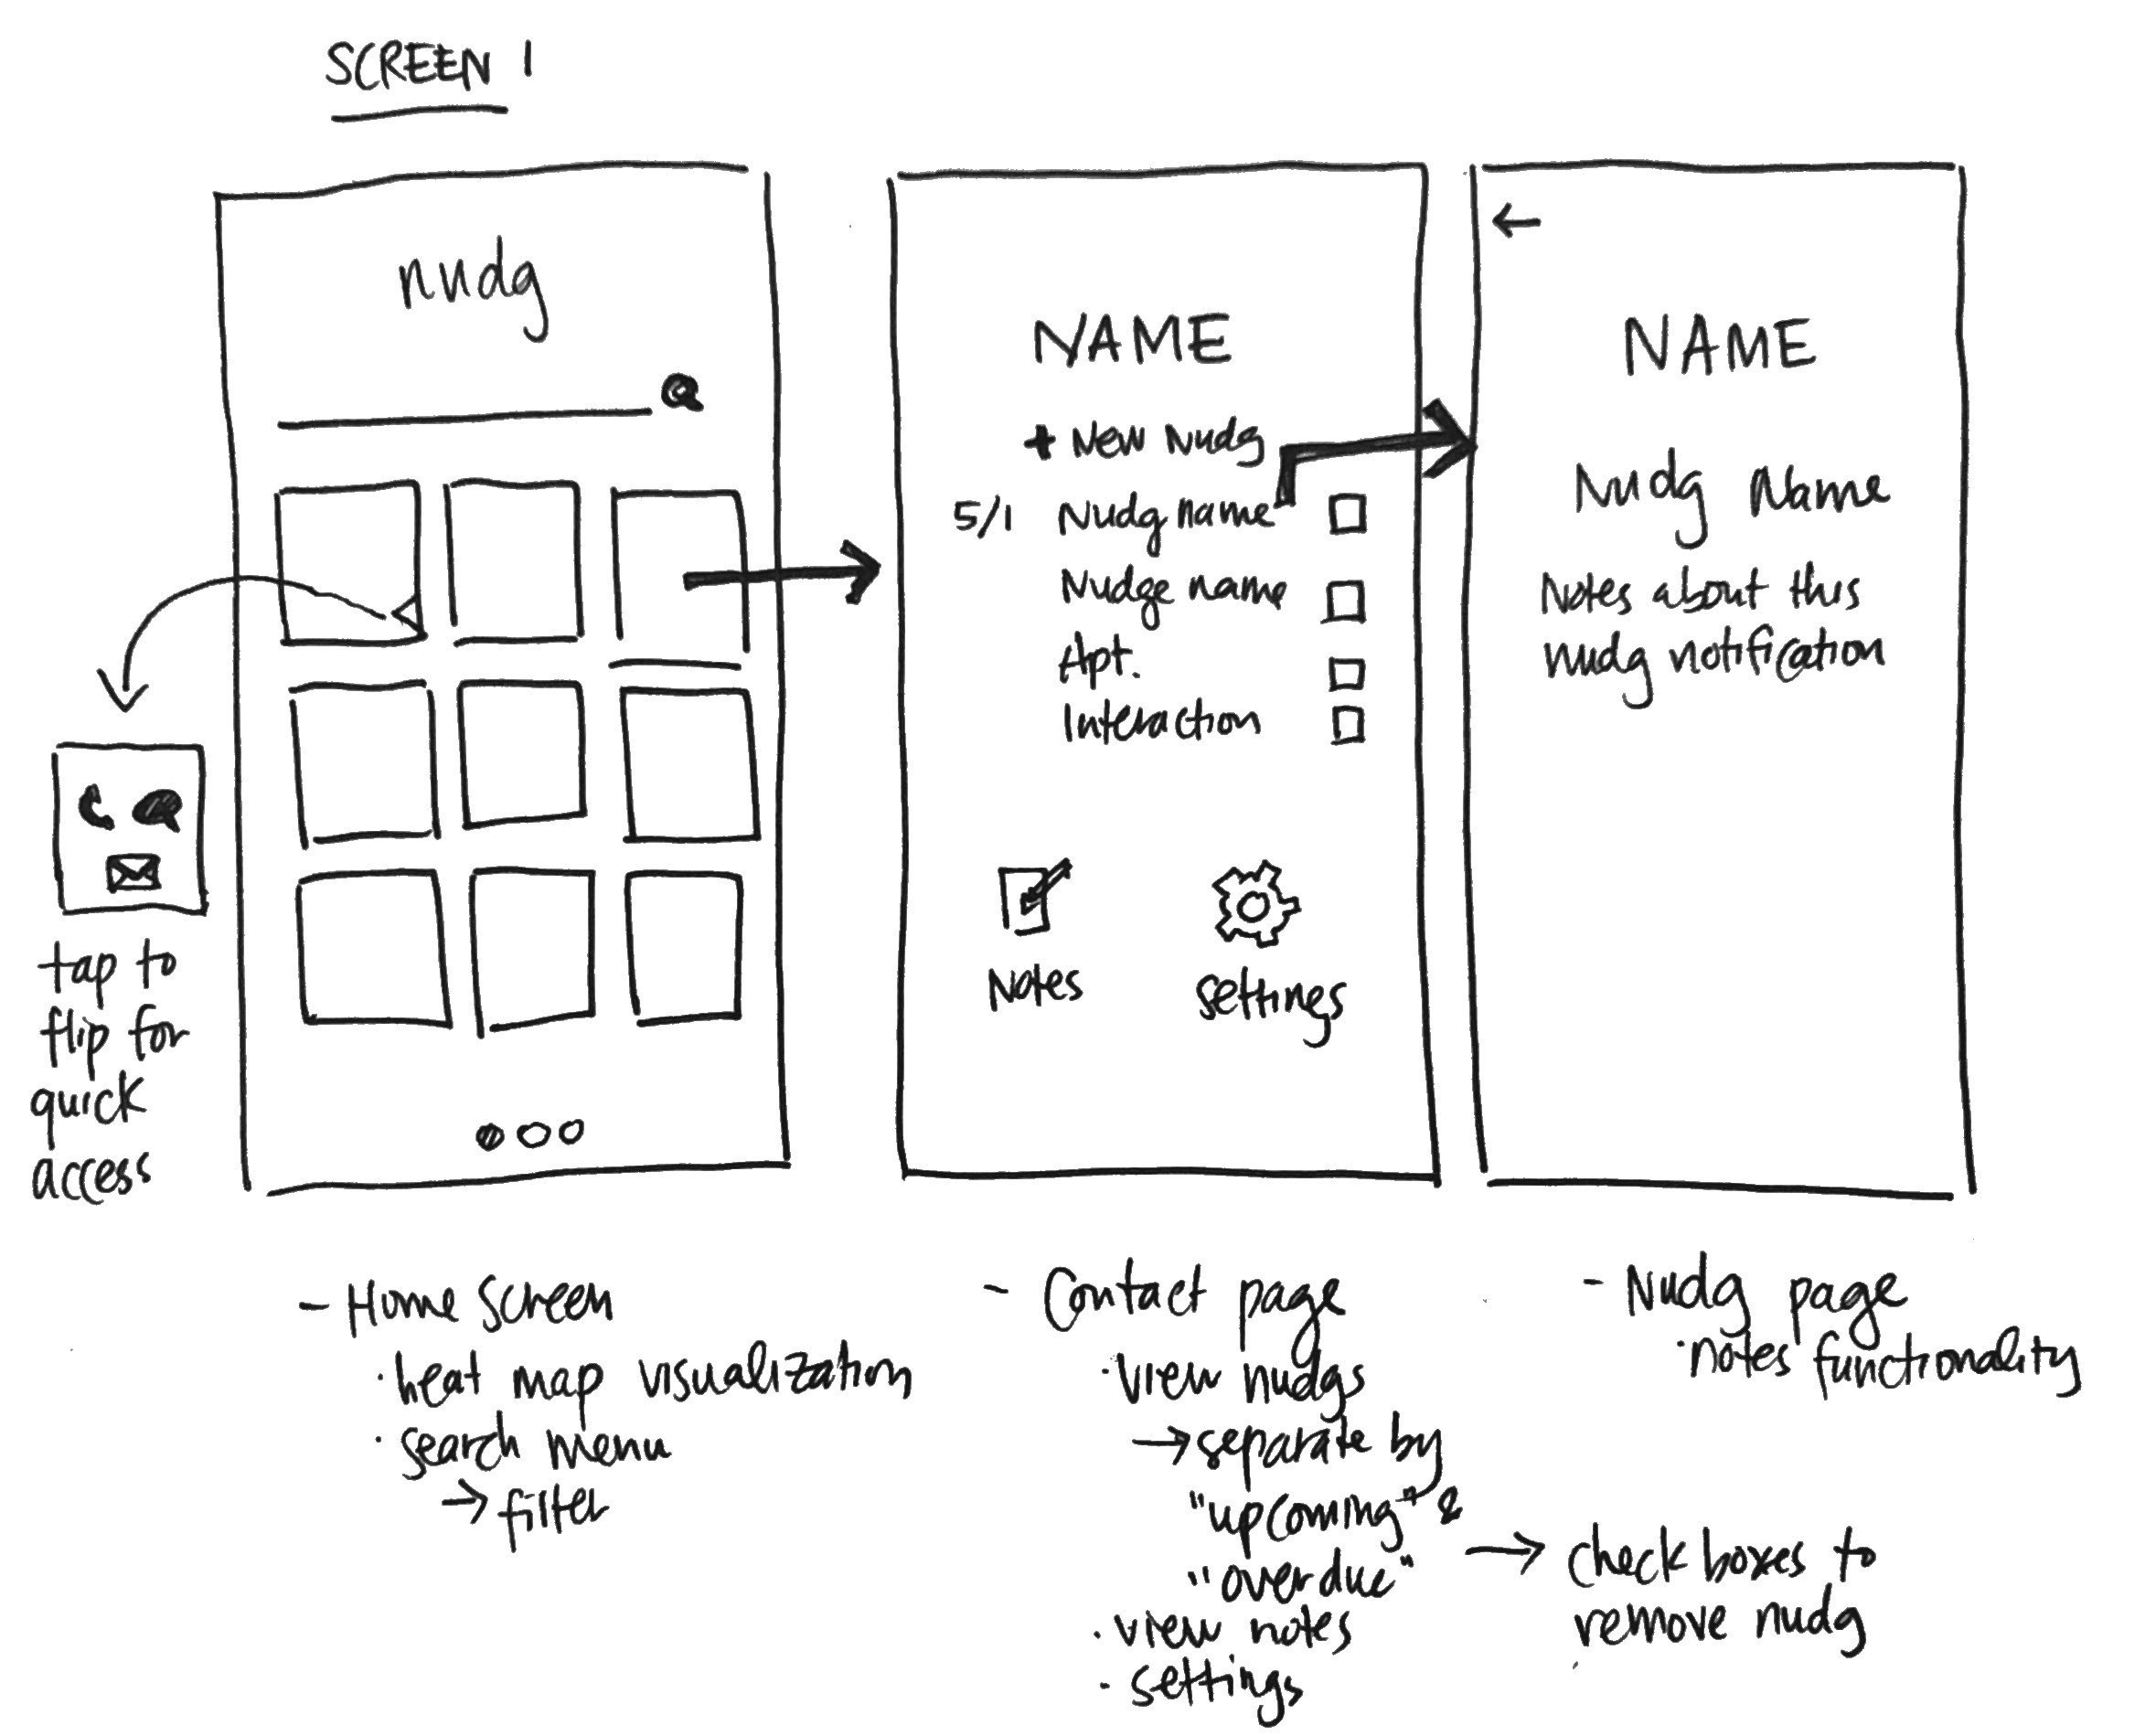 SCREEN 1
nudg
tap to
flip for
quick
access
NAME
+ New Nudg
5/1 Nudg name
Nudge name
Apt.
Interaction
Notes
settings
NAME
Nudg Name
Notes about this
nudg notification
- Home screen
· heat map visualization
· search menu
→ filter
- Contact page
· view nudgs
→ separate by
"upcoming" &
"overdue"
· view notes
· settings
- Nudg page
· notes functionality
→ check boxes to
remove nudg